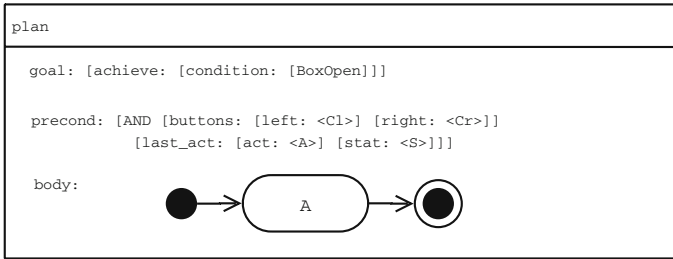 plan
goal: [achieve: [condition: [BoxOpen]]]
precond: [AND [buttons: [left: <Cl>] [right: <Cr>]]
[last_act: [act: <A>] [stat: <S>]]]
body:
A